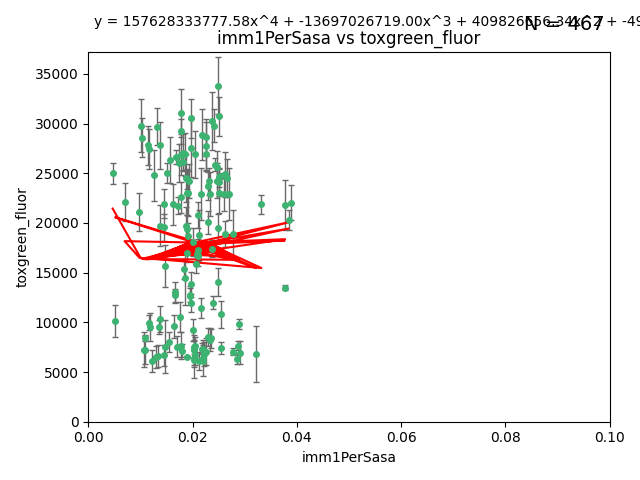 y = 157628333777.58x^4 + -13697026719.00x^3 +
N = 467
imm1PerSasa vs toxgreen_fluor
35000
30000
25000
20000
15000
10000
5000
0
toxgreen_fluor
0.00 0.02 0.04 0.06 0.08 0.10
imm1PerSasa